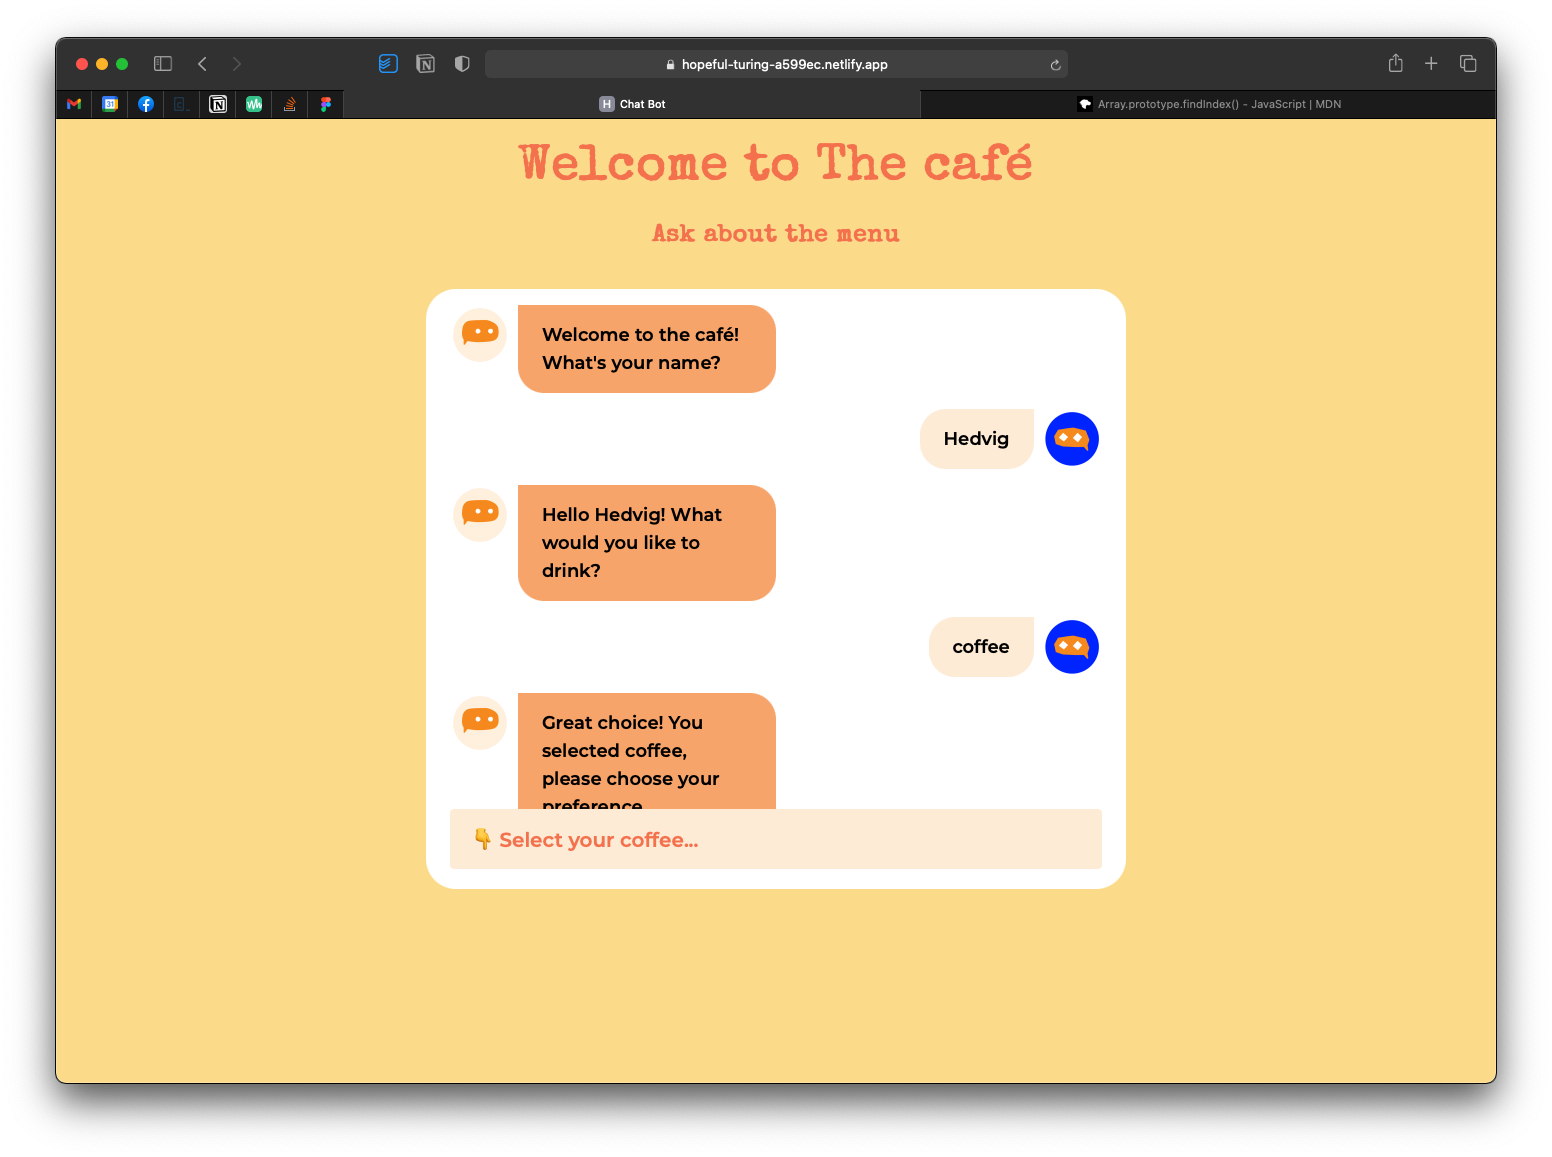 hopeful-turing-a599ec.netlify.app
31
H Chat Bot
Array.prototype.findIndex() - JavaScript | MDN
Welcome to The café
Ask about the menu
Welcome to the café!
What's your name?
Hedvig
Hello Hedvig! What
would you like to
drink?
coffee
Great choice! You
selected coffee,
please choose your
preference
👇 Select your coffee...